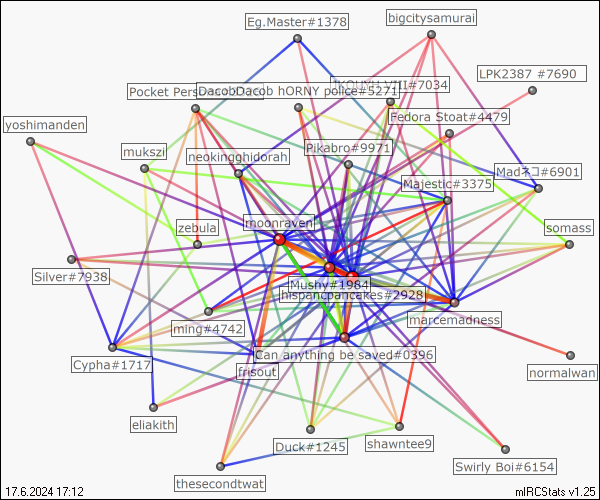 Eg.Master#1378
bigcitysamurai
LPK2387 #7690
Pocket
DacobDacob hORNY police#5271
#7034
Fedora Stoat#4479
yoshimanden
mukszi
neokingghidorah
Pikabro#9971
Majestic#3375
Madネコ#6901
zebula
moonraven
somass
Silver#7938
Mushy#1984
hispancpancakes#2928
ming#4742
marcemadness
Cypha#1717
Can anything be saved#0396
frisout
normalwan
eliakith
Duck#1245
shawntee9
Swirly Boi#6154
thesecondtwat
17.6.2024 17:12
mIRCStats v1.25